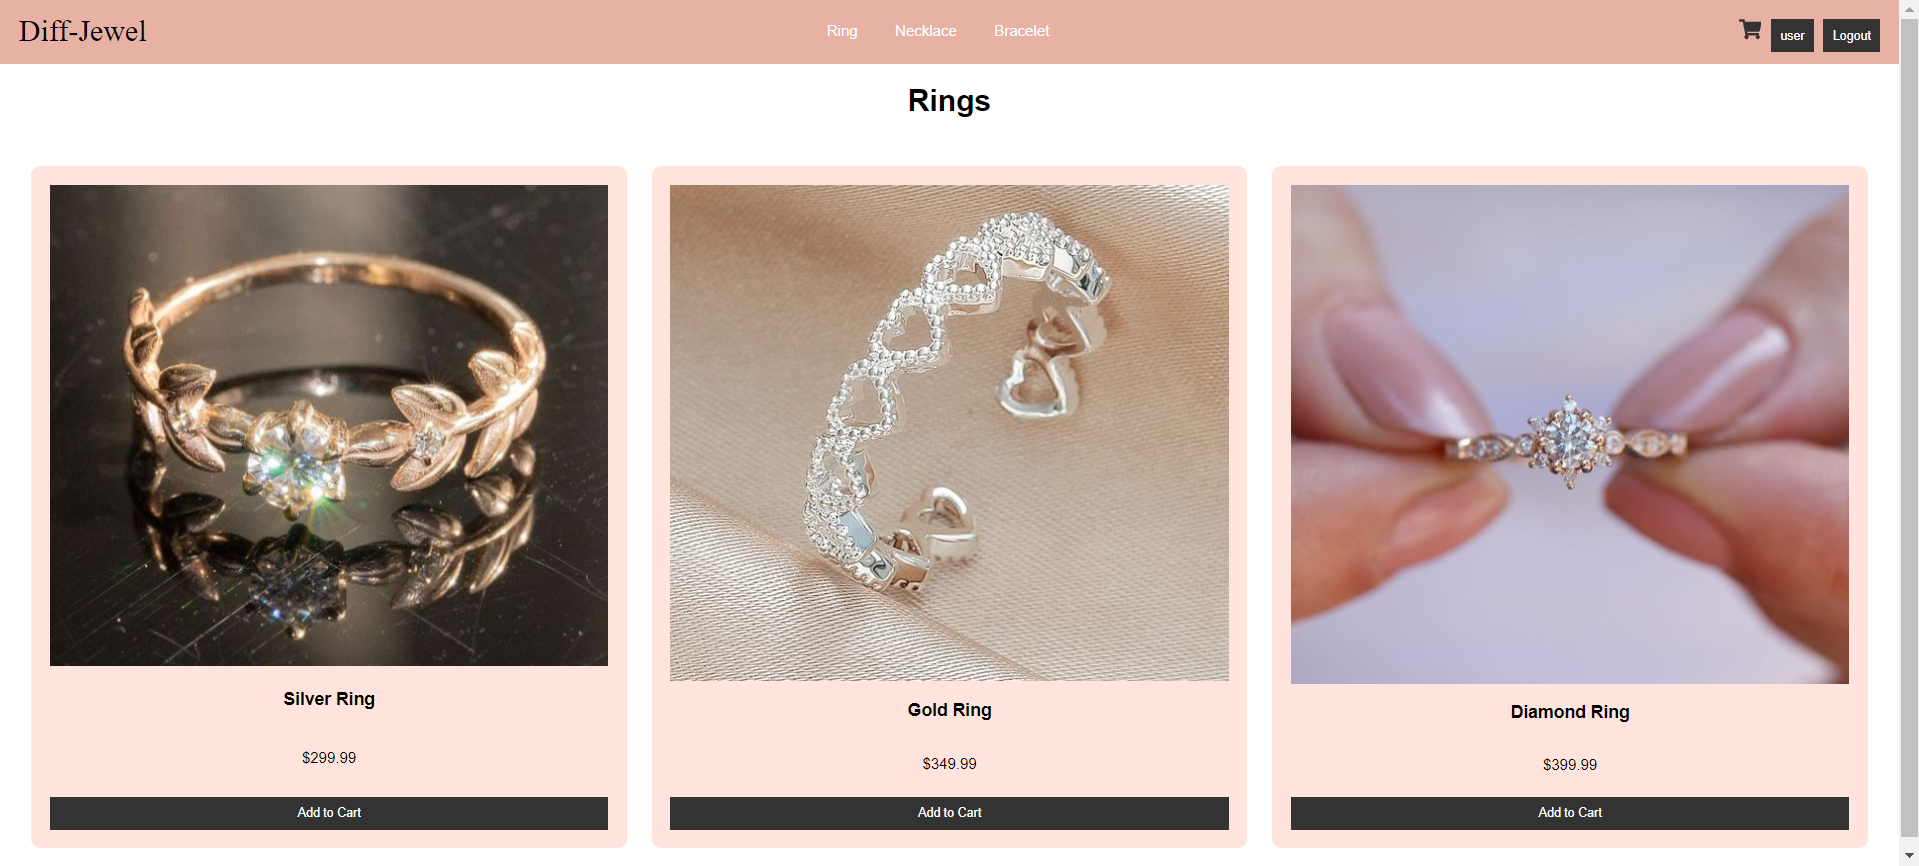 Diff-Jewel
Ring Necklace Bracelet
user Logout
Rings
Silver Ring
$299.99
Add to Cart
Gold Ring
$349.99
Add to Cart
Diamond Ring
$399.99
Add to Cart